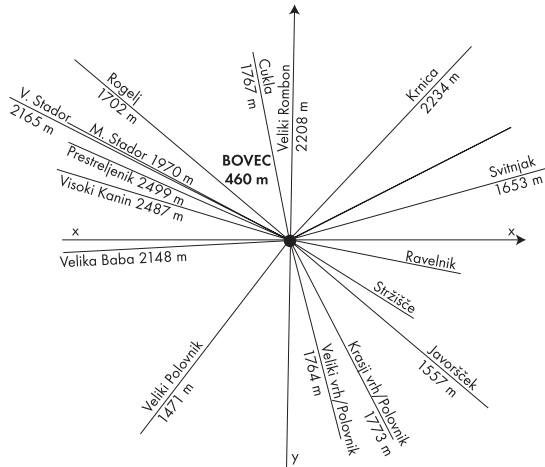 Rogelj
1702 m
Cukla
1767 m
Veliki Rombon
2208 m
Krnica
2234 m
V. Stador
2165 m
M. Stador 1970 m
Prestreljenik 2499 m
Visoki Kanin 2487 m
BOVEC
460 m
Svitnjak
1653 m
x
x
Velika Baba 2148 m
Ravelnik
Stržišče
Javoršček
1557 m
Krasji vrh/Polovnik
1773 m
Veliki vrh/Polovnik
1764 m
Veliki Polovnik
1471 m
y